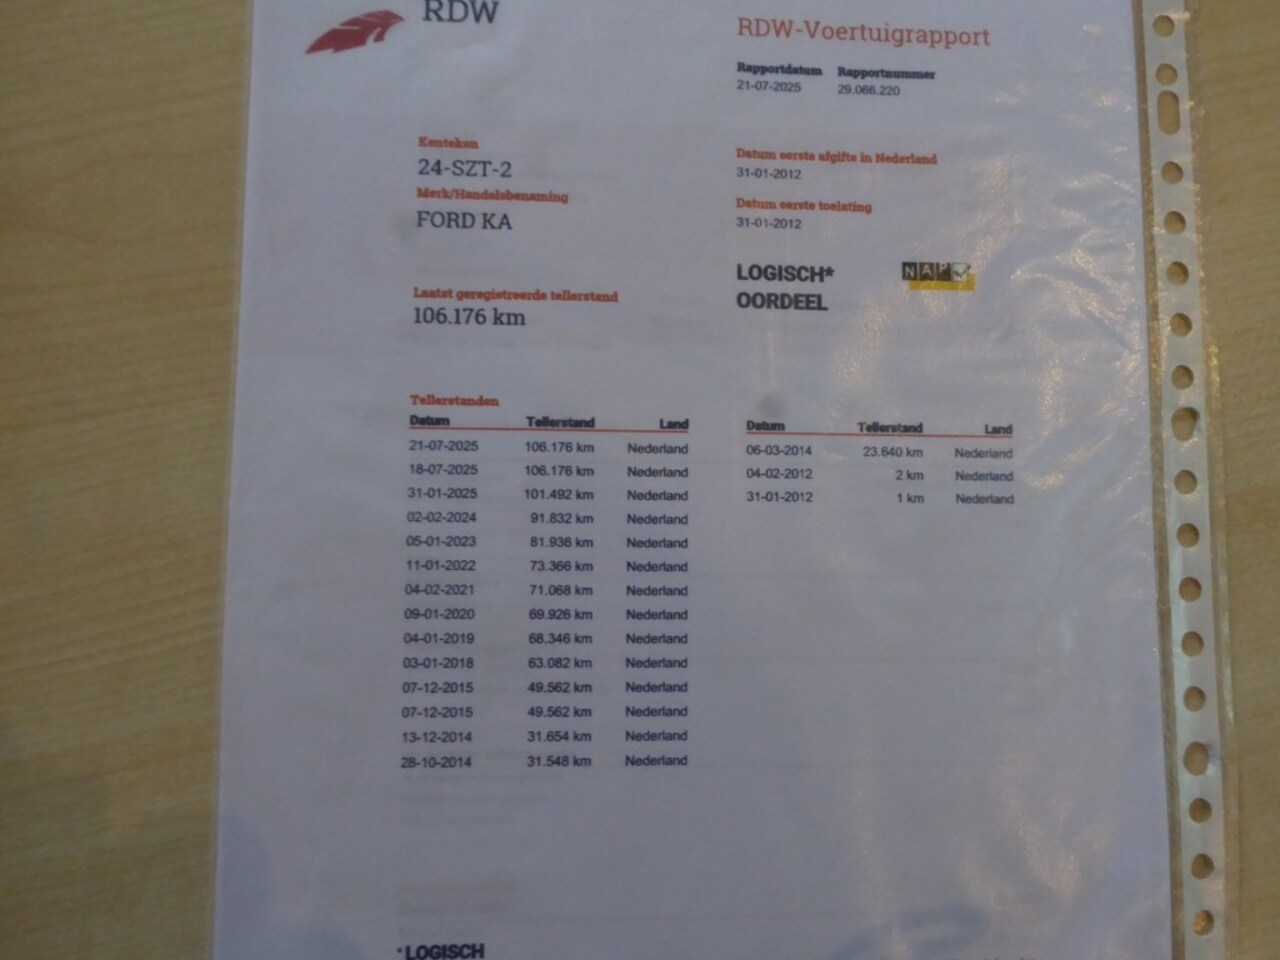 RDW
RDW-Voertuigrapport
Rapportdatum Rapportnummer
21-07-2025 29.066.220
Kenteken
24-SZT-2
Merk/Handelsbenaming
FORD KA
Datum eerste afgifte in Nederland
31-01-2012
Datum eerste toelating
31-01-2012
Laatst geregistreerde tellerstand
106.176 km
LOGISCH*
OORDEEL
NAP
Tellerstanden
Datum Tellerstand Land
21-07-2025 106.176 km Nederland
18-07-2025 106.176 km Nederland
31-01-2025 101.492 km Nederland
02-02-2024 91.832 km Nederland
05-01-2023 81.936 km Nederland
11-01-2022 73.366 km Nederland
04-02-2021 71.068 km Nederland
09-01-2020 69.926 km Nederland
04-01-2019 68.346 km Nederland
03-01-2018 63.082 km Nederland
07-12-2015 49.562 km Nederland
07-12-2015 49.562 km Nederland
13-12-2014 31.654 km Nederland
28-10-2014 31.548 km Nederland
Datum Tellerstand Land
06-03-2014 23.640 km Nederland
04-02-2012 2 km Nederland
31-01-2012 1 km Nederland
*LOGISCH